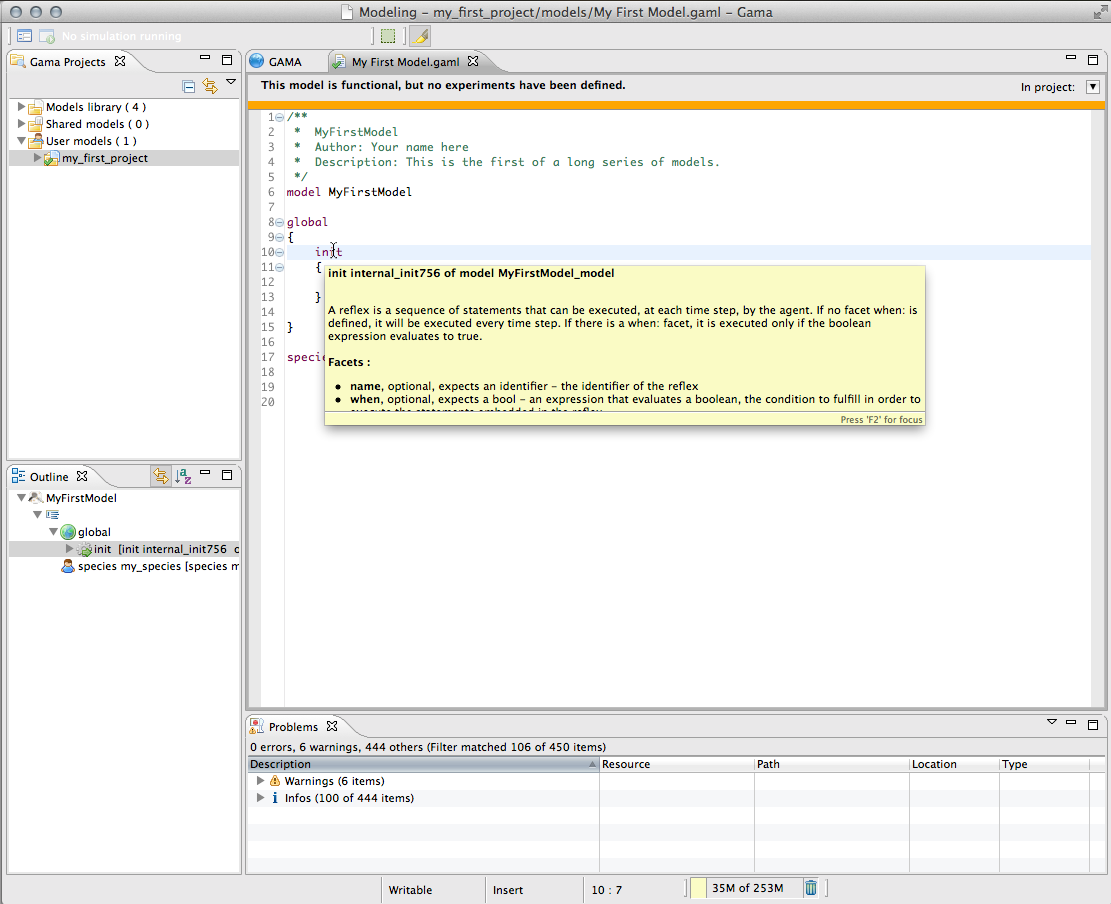 Modeling - my_first_project/models/My First Model.gaml - Gama
No simulation running
Gama Projects
Models library ( 4 )
Shared models ( 0 )
User models ( 1 )
my_first_project
GAMA
My First Model.gaml
This model is functional, but no experiments have been defined.
In project:
1 /**
2  *  MyFirstModel
3  *  Author: Your name here
4  *  Description: This is the first of a long series of models.
5  */
6 model MyFirstModel
7
8 global
9 {
10     init
11     {
12
13     }
14
15 }
16
17 specie
18
19
20
init internal_init756 of model MyFirstModel_model
A reflex is a sequence of statements that can be executed, at each time step, by the agent. If no facet when: is
defined, it will be executed every time step. If there is a when: facet, it is executed only if the boolean
expression evaluates to true.
Facets :
• name, optional, expects an identifier – the identifier of the reflex
• when, optional, expects a bool – an expression that evaluates a boolean, the condition to fulfill in order to
execute the statements embedded in the reflex
Press 'F2' for focus
Outline
MyFirstModel
global
init [init internal_init756 o
species my_species [species m
Problems
0 errors, 6 warnings, 444 others (Filter matched 106 of 450 items)
Description Resource Path Location Type
Warnings (6 items)
Infos (100 of 444 items)
Writable Insert 10 : 7 35M of 253M